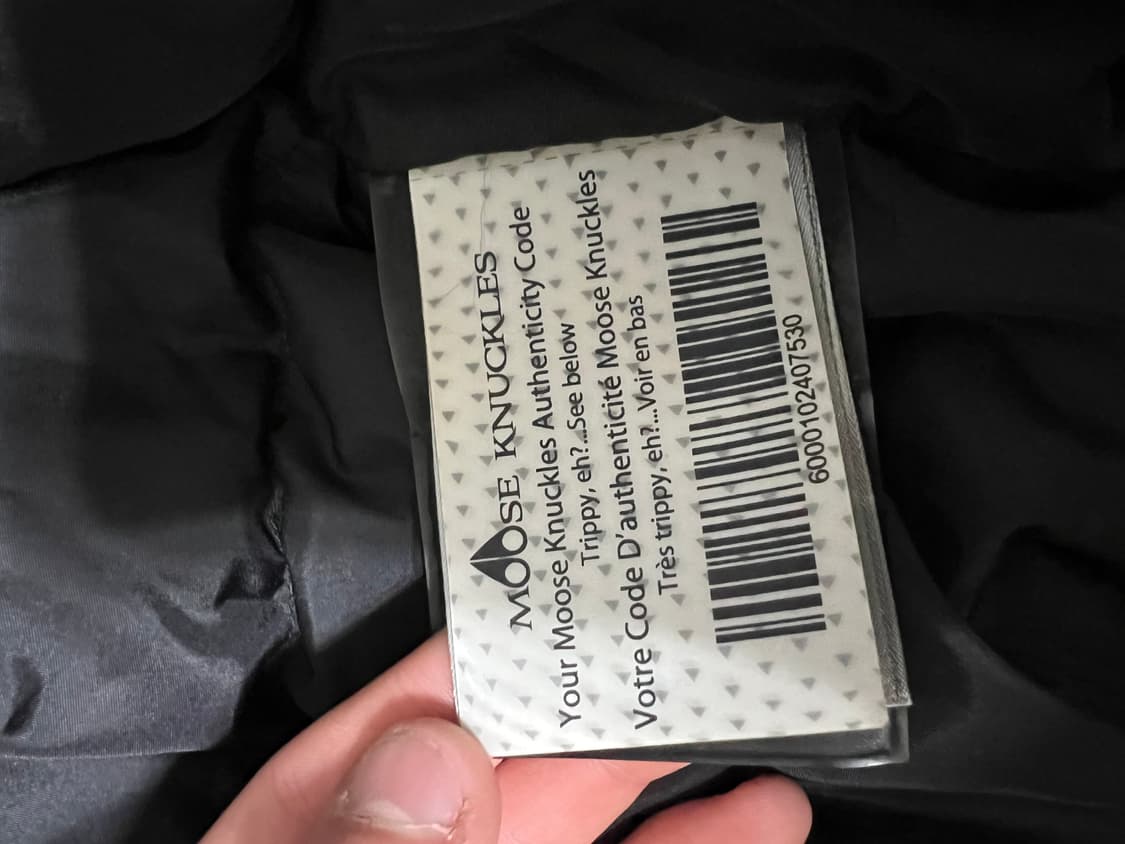 MOOSE KNUCKLES
Your Moose Knuckles Authenticity Code
Trippy, eh?...See below
Votre Code D'authenticité Moose Knuckles
Très trippy, eh?...Voir en bas
6000102407530